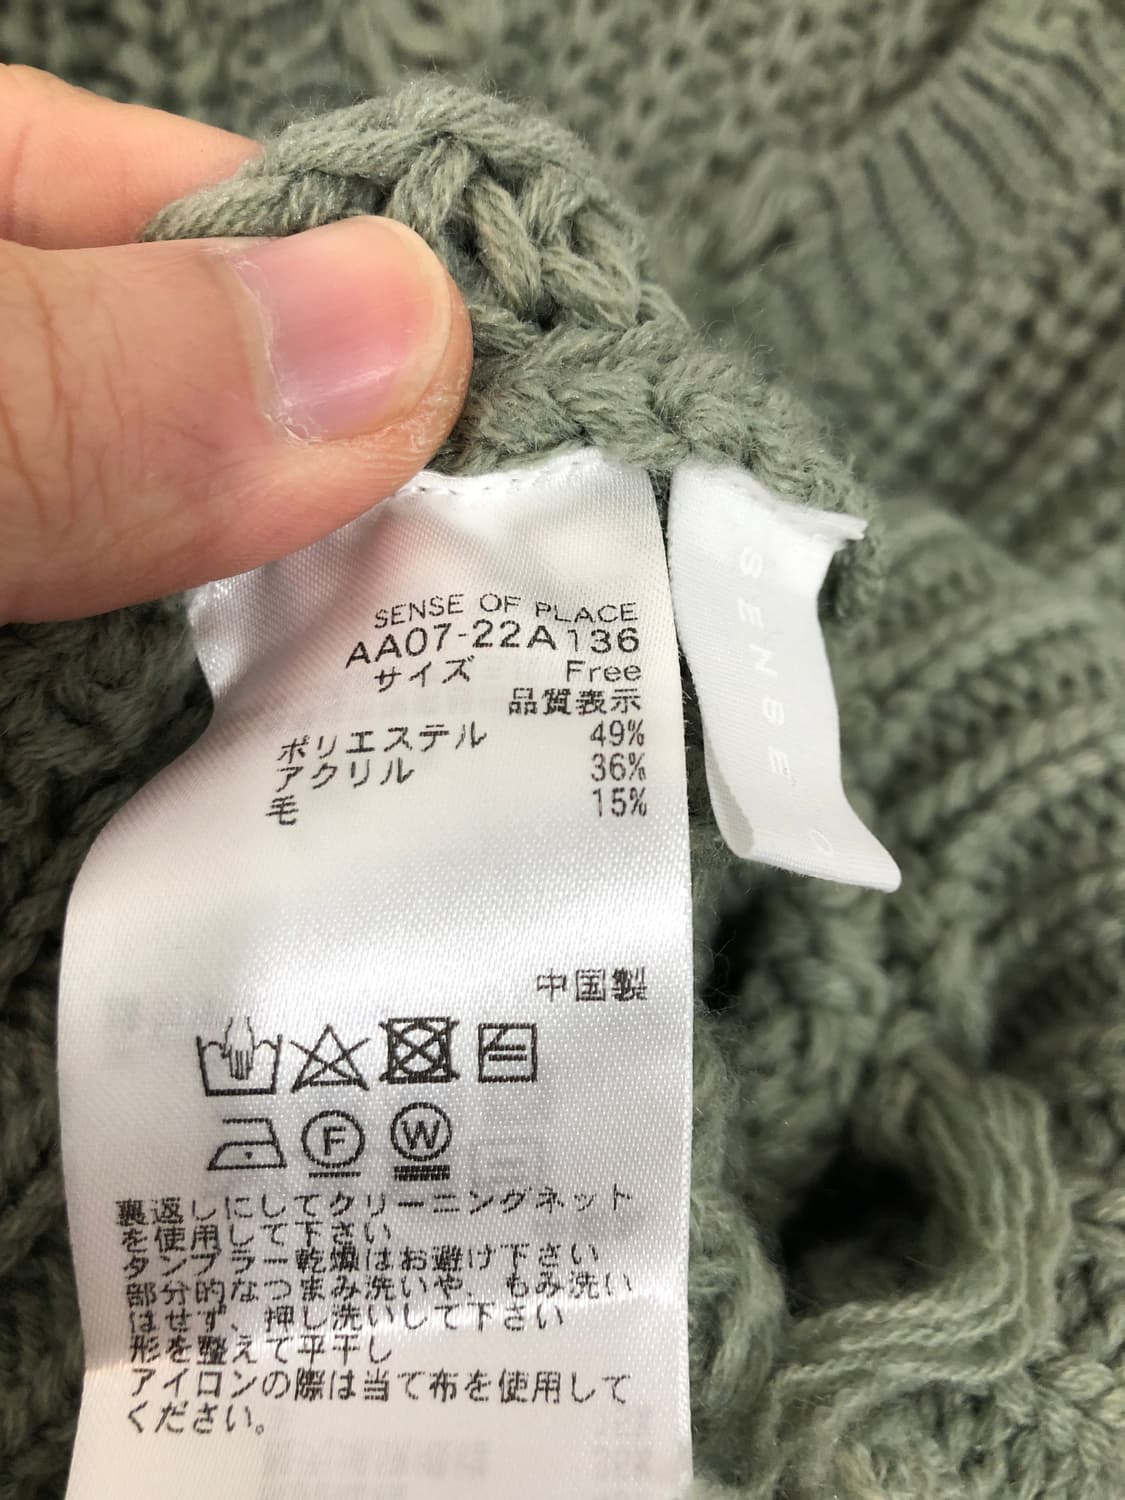 SENSE OF PLACE
AA07-22A136
サイズ Free
品質表示
ポリエステル 49%
アクリル 36%
毛 15%
中国製
F W
裏返しにしてクリーニングネット
を使用して下さい
タンブラー乾燥はお避け下さい
部分的なつまみ洗いや、もみ洗い
はせず、押し洗いして下さい
形を整えて平干し
アイロンの際は当て布を使用して
ください。
SENSE O